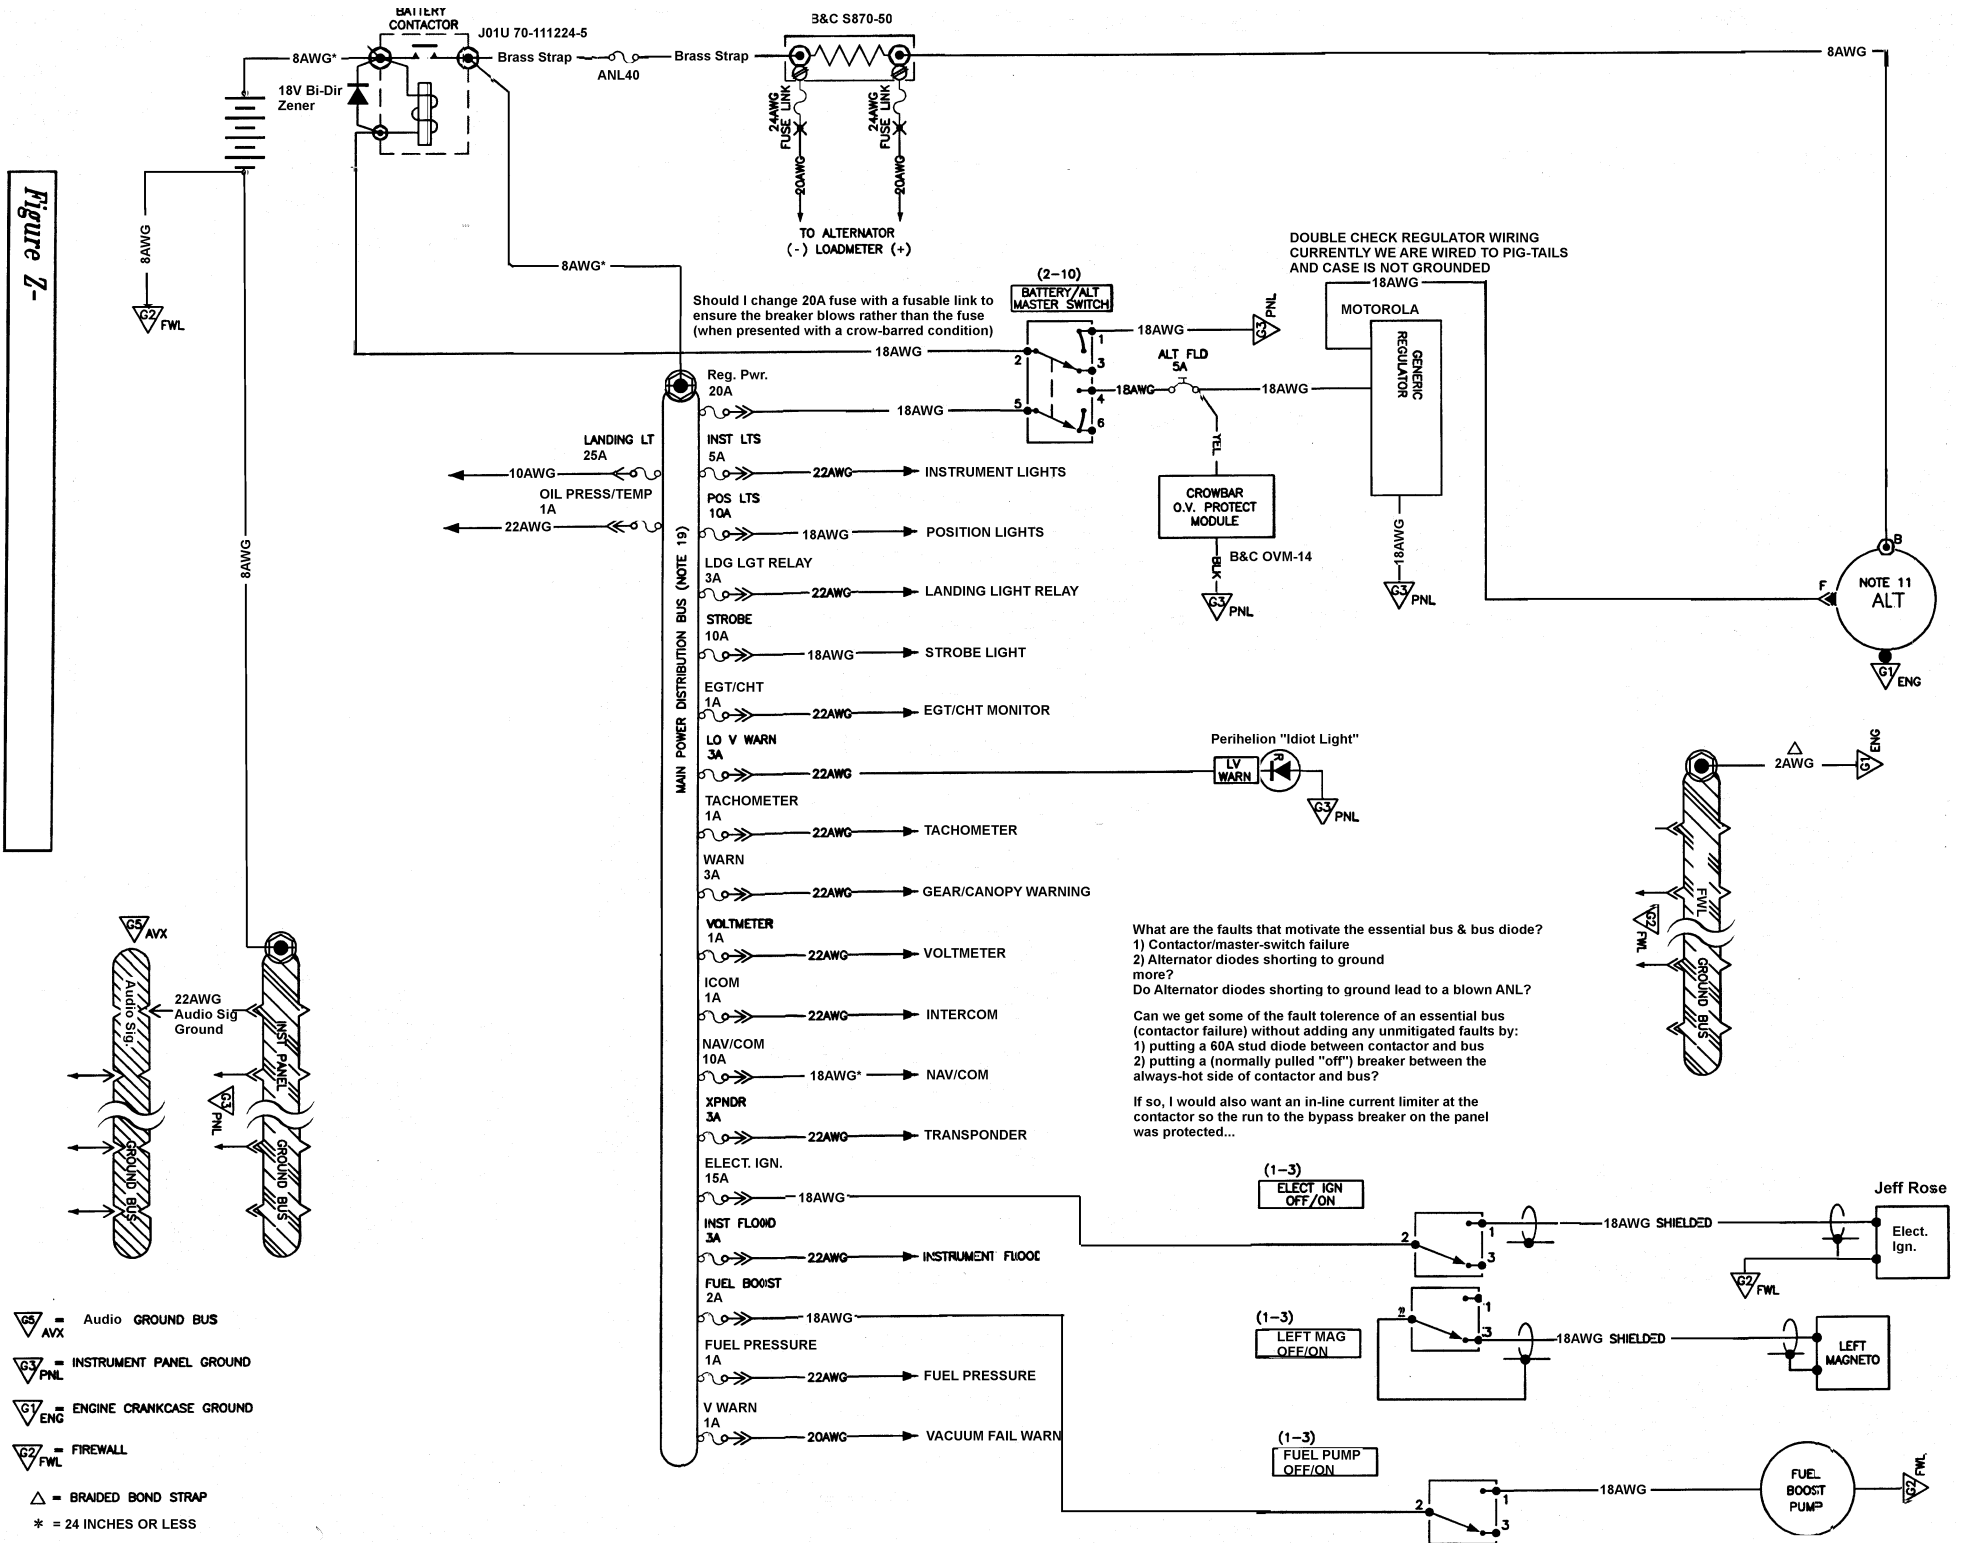 BATTERY
CONTACTOR
J01U 70-111224-5
B&C S870-50
8AWG*
Brass Strap
ANL40
Brass Strap
8AWG
18V Bi-Dir
Zener
24AWG
FUSE LINK
24AWG
FUSE LINK
20AWG
20AWG
TO ALTERNATOR
(-) LOADMETER (+)
Figure Z-
8AWG
G2
FWL
8AWG*
8AWG
DOUBLE CHECK REGULATOR WIRING
CURRENTLY WE ARE WIRED TO PIG-TAILS
AND CASE IS NOT GROUNDED
18AWG
MOTOROLA
GENERIC
REGULATOR
(2-10)
BATTERY/ALT
MASTER SWITCH
Should I change 20A fuse with a fusable link to
ensure the breaker blows rather than the fuse
(when presented with a crow-barred condition)
18AWG
2
1
3
4
5
6
18AWG
G3
PNL
ALT FLD
5A
18AWG
18AWG
YEL
CROWBAR
O.V. PROTECT
MODULE
BLK
B&C OVM-14
G3
PNL
18AWG
G3
PNL
B
F
NOTE 11
ALT
G1
ENG
MAIN POWER DISTRIBUTION BUS (NOTE 19)
Reg. Pwr.
20A
18AWG
LANDING LT
25A
10AWG
OIL PRESS/TEMP
1A
22AWG
INST LTS
5A
22AWG
INSTRUMENT LIGHTS
POS LTS
10A
18AWG
POSITION LIGHTS
LDG LGT RELAY
3A
22AWG
LANDING LIGHT RELAY
STROBE
10A
18AWG
STROBE LIGHT
EGT/CHT
1A
22AWG
EGT/CHT MONITOR
LO V WARN
3A
22AWG
Perihelion "Idiot Light"
LV
WARN
R
G3
PNL
TACHOMETER
1A
22AWG
TACHOMETER
WARN
3A
22AWG
GEAR/CANOPY WARNING
VOLTMETER
1A
22AWG
VOLTMETER
ICOM
1A
22AWG
INTERCOM
NAV/COM
10A
18AWG*
NAV/COM
XPNDR
3A
22AWG
TRANSPONDER
ELECT. IGN.
15A
18AWG
INST FLOOD
3A
22AWG
INSTRUMENT FLOOD
FUEL BOOST
2A
18AWG
FUEL PRESSURE
1A
22AWG
FUEL PRESSURE
V WARN
1A
20AWG
VACUUM FAIL WARN
2AWG
G1
ENG
FWL
GROUND BUS
G2
FWL
What are the faults that motivate the essential bus & bus diode?
1) Contactor/master-switch failure
2) Alternator diodes shorting to ground
more?
Do Alternator diodes shorting to ground lead to a blown ANL?
Can we get some of the fault tolerence of an essential bus
(contactor failure) without adding any unmitigated faults by:
1) putting a 60A stud diode between contactor and bus
2) putting a (normally pulled "off") breaker between the
always-hot side of contactor and bus?
If so, I would also want an in-line current limiter at the
contactor so the run to the bypass breaker on the panel
was protected...
G5
AVX
Audio Sig.
GROUND BUS
22AWG
Audio Sig
Ground
INST PANEL
GROUND BUS
G3
PNL
(1-3)
ELECT IGN
OFF/ON
2
1
3
18AWG SHIELDED
Jeff Rose
Elect.
Ign.
G2
FWL
(1-3)
LEFT MAG
OFF/ON
2
1
3
18AWG SHIELDED
LEFT
MAGNETO
(1-3)
FUEL PUMP
OFF/ON
2
1
3
18AWG
FUEL
BOOST
PUMP
G2
FWL
G5
AVX
= Audio GROUND BUS
G3
PNL
= INSTRUMENT PANEL GROUND
G1
ENG
= ENGINE CRANKCASE GROUND
G2
FWL
= FIREWALL
= BRAIDED BOND STRAP
* = 24 INCHES OR LESS